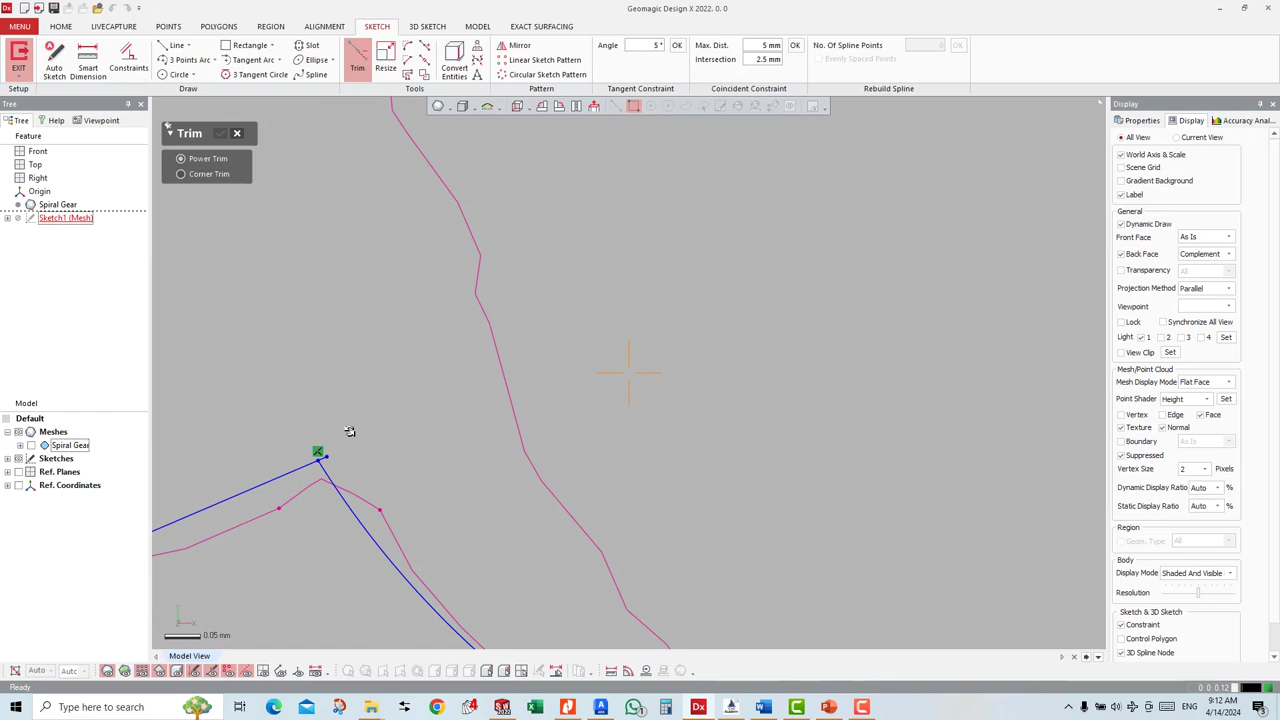 Geomagic Design X 2022. 0. 0
MENU HOME LIVECAPTURE POINTS POLYGONS REGION ALIGNMENT SKETCH 3D SKETCH MODEL EXACT SURFACING
EXIT
Auto Sketch
Smart Dimension
Constraints
Line
3 Points Arc
Circle
Rectangle
Tangent Arc
3 Tangent Circle
Slot
Ellipse
Spline
Trim
Resize
Convert Entities
Mirror
Linear Sketch Pattern
Circular Sketch Pattern
Angle 5° OK
Max. Dist. 5 mm OK
Intersection 2.5 mm
No. Of Spline Points 0 OK
Evenly Spaced Points
Setup Draw Tools Pattern Tangent Constraint Coincident Constraint Rebuild Spline
Tree
Tree Help Viewpoint
Feature
Front
Top
Right
Origin
Spiral Gear
Sketch1 (Mesh)
Model
Default
Meshes
Spiral Gear
Sketches
Ref. Planes
Ref. Coordinates
Trim
Power Trim
Corner Trim
0.05 mm
Model View
Display
Properties Display Accuracy Anal...
All View Current View
World Axis & Scale
Scene Grid
Gradient Background
Label
General
Dynamic Draw
Front Face As Is
Back Face Complement
Transparency All
Projection Method Parallel
Viewpoint
Lock Synchronize All View
Light 1 2 3 4 Set
View Clip Set
Mesh/Point Cloud
Mesh Display Mode Flat Face
Point Shader Height Set
Vertex Edge Face
Texture Normal
Boundary As Is
Suppressed
Vertex Size 2 Pixels
Dynamic Display Ratio Auto %
Static Display Ratio Auto %
Region
Geom. Type All
Body
Display Mode Shaded And Visible
Resolution
Sketch & 3D Sketch
Constraint
Control Polygon
3D Spline Node
Auto Autc
Ready
0: 0: 0.12
Type here to search
9:12 AM
4/14/2024